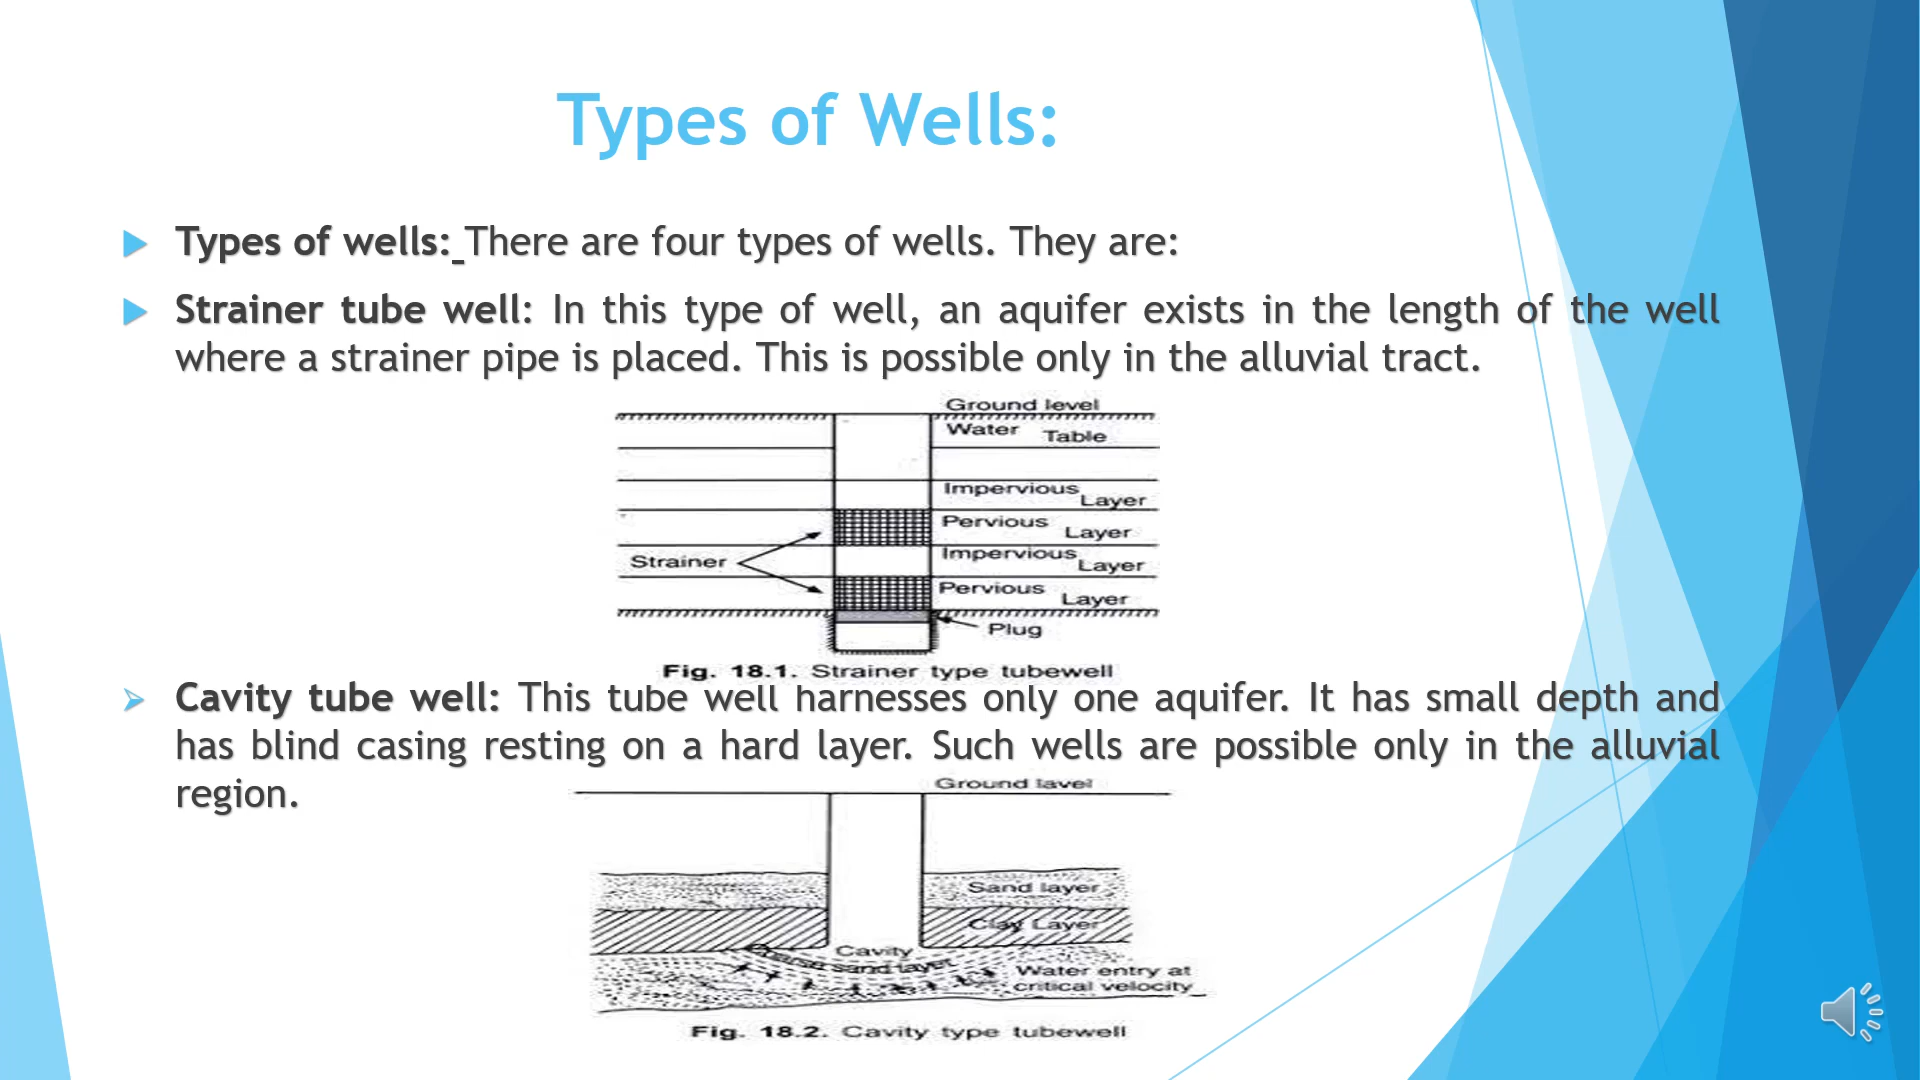 Types of Wells:
Types of wells: There are four types of wells. They are:
Strainer tube well: In this type of well, an aquifer exists in the length of the well
where a strainer pipe is placed. This is possible only in the alluvial tract.
Ground level
Water Table
Impervious Layer
Pervious Layer
Impervious Layer
Strainer
Pervious Layer
Plug
Fig. 18.1. Strainer type tubewell
Cavity tube well: This tube well harnesses only one aquifer. It has small depth and
has blind casing resting on a hard layer. Such wells are possible only in the alluvial
region.
Ground lavel
Sand layer
Clay Layer
Cavity
sand layer
Water entry at
critical velocity
Fig. 18.2. Cavity type tubewell